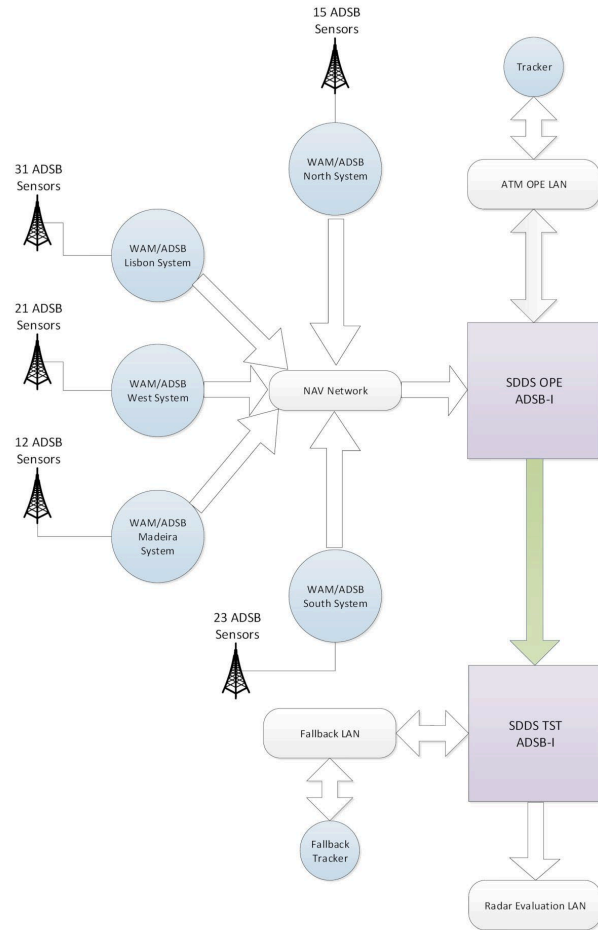 15 ADSB
Sensors
Tracker
WAM/ADSB
North System
31 ADSB
Sensors
ATM OPE LAN
WAM/ADSB
Lisbon System
21 ADSB
Sensors
WAM/ADSB
West System
NAV Network
SDDS OPE
ADSB-I
12 ADSB
Sensors
WAM/ADSB
Madeira
System
WAM/ADSB
South System
23 ADSB
Sensors
Fallback LAN
SDDS TST
ADSB-I
Fallback
Tracker
Radar Evaluation LAN